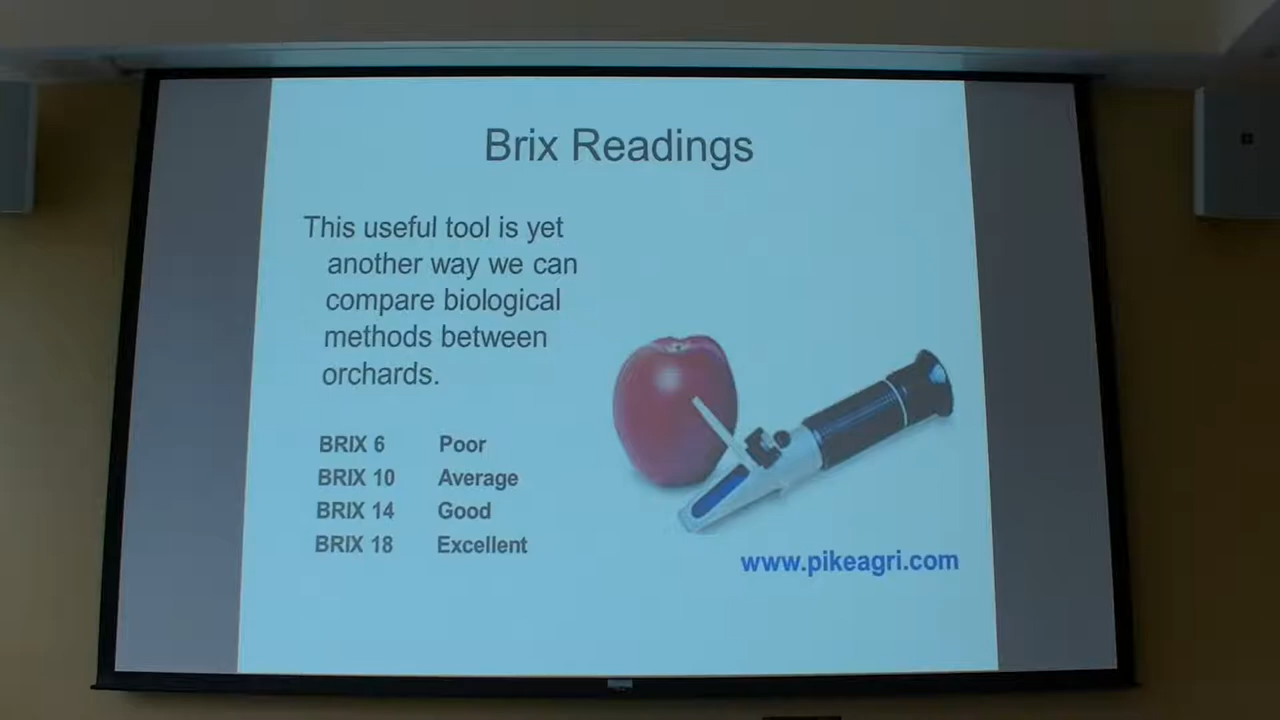 Brix Readings
This useful tool is yet
another way we can
compare biological
methods between
orchards.
BRIX 6 Poor
BRIX 10 Average
BRIX 14 Good
BRIX 18 Excellent
www.pikeagri.com